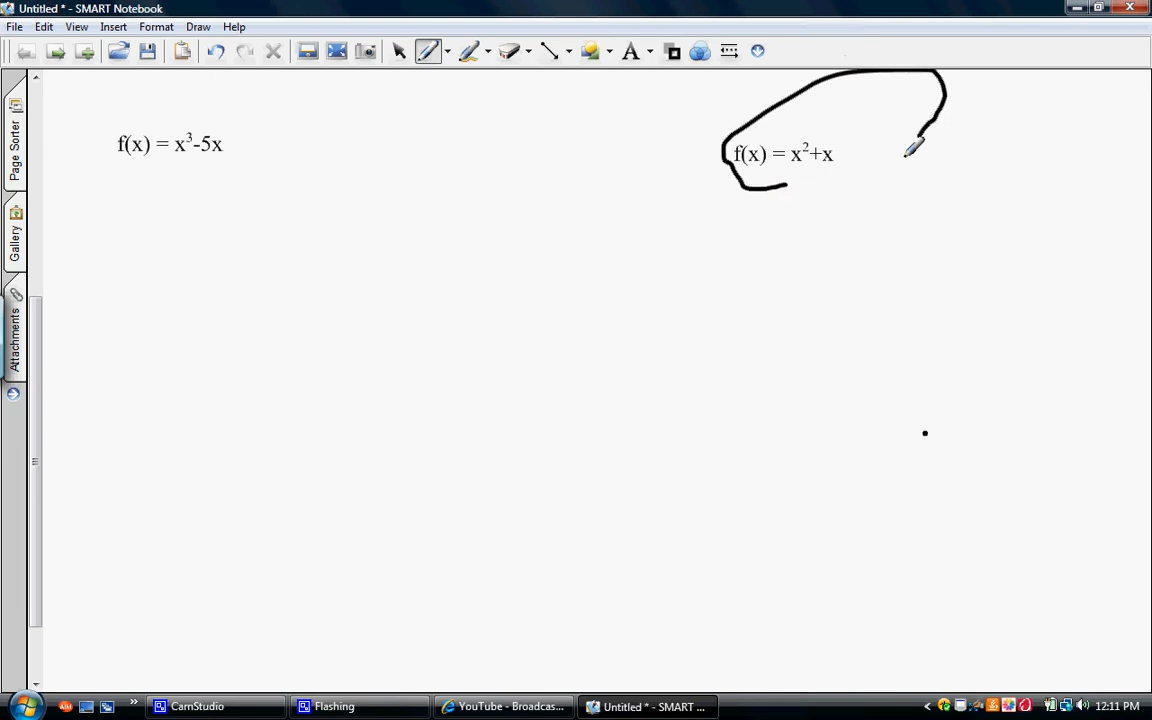 Untitled * - SMART Notebook
File Edit View Insert Format Draw Help
A
Page Sorter
Gallery
Attachments
f(x) = x³-5x
f(x) = x²+x
CamStudio
Flashing
YouTube - Broadcas...
Untitled * - SMART ...
12:11 PM